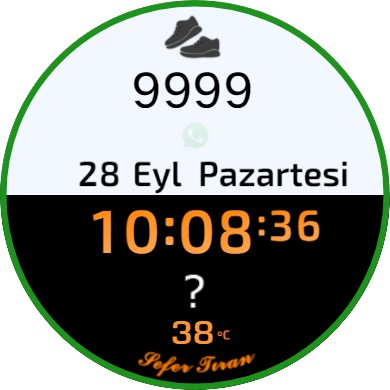 9999
28 Eyl Pazartesi
10:08:36
?
38 °C
Sefer Tıran